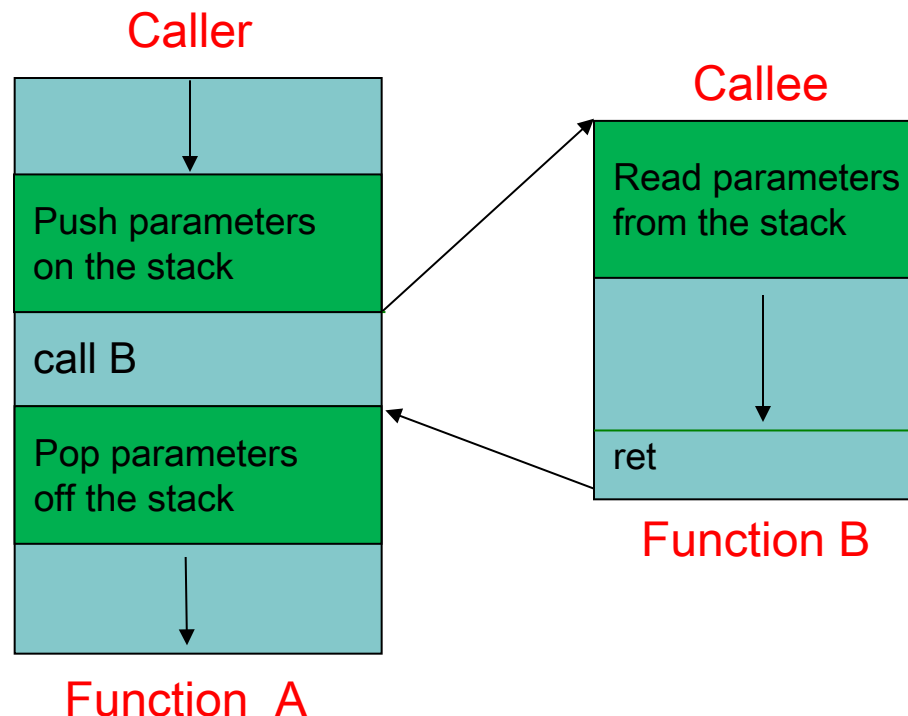 Caller
Push parameters
on the stack
call B
Pop parameters
off the stack
Function A
Callee
Read parameters
from the stack
ret
Function B